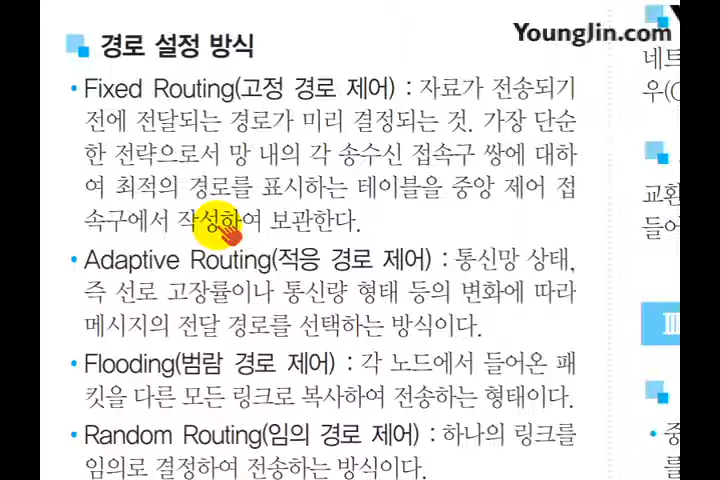 YoungJin.com
경로 설정 방식
• Fixed Routing(고정 경로 제어) : 자료가 전송되기
전에 전달되는 경로가 미리 결정되는 것. 가장 단순
한 전략으로서 망 내의 각 송수신 접속구 쌍에 대하
여 최적의 경로를 표시하는 테이블을 중앙 제어 접
속구에서 작성하여 보관한다.
• Adaptive Routing(적응 경로 제어) : 통신망 상태,
즉 선로 고장률이나 통신량 형태 등의 변화에 따라
메시지의 전달 경로를 선택하는 방식이다.
• Flooding(범람 경로 제어) : 각 노드에서 들어온 패
킷을 다른 모든 링크로 복사하여 전송하는 형태이다.
• Random Routing(임의 경로 제어) : 하나의 링크를
임의로 결정하여 전송하는 방식이다.
네트
우(C
교환
들어
• 중
를